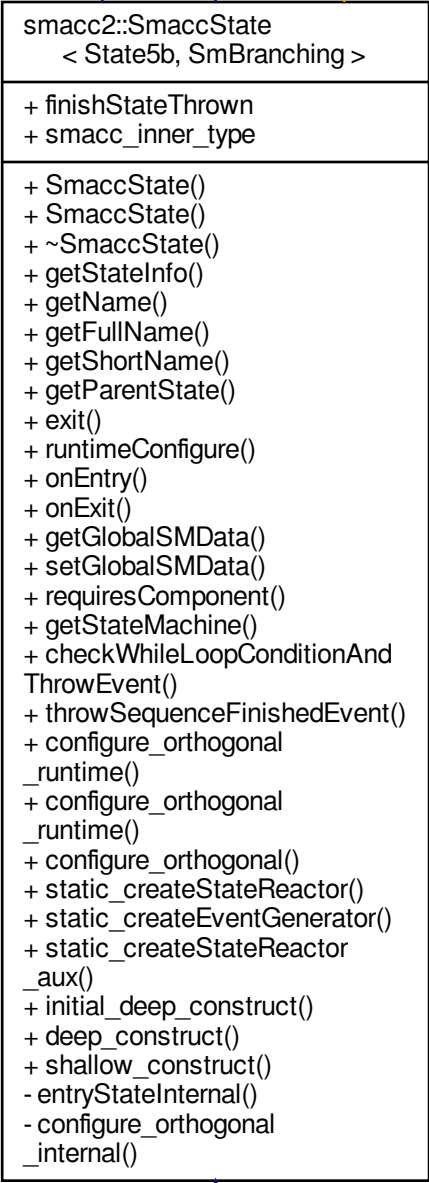 smacc2::SmaccState
< State5b, SmBranching >
+ finishStateThrown
+ smacc_inner_type
+ SmaccState()
+ SmaccState()
+ ~SmaccState()
+ getStateInfo()
+ getName()
+ getFullName()
+ getShortName()
+ getParentState()
+ exit()
+ runtimeConfigure()
+ onEntry()
+ onExit()
+ getGlobalSMData()
+ setGlobalSMData()
+ requiresComponent()
+ getStateMachine()
+ checkWhileLoopConditionAnd
ThrowEvent()
+ throwSequenceFinishedEvent()
+ configure_orthogonal
_runtime()
+ configure_orthogonal
_runtime()
+ configure_orthogonal()
+ static_createStateReactor()
+ static_createEventGenerator()
+ static_createStateReactor
_aux()
+ initial_deep_construct()
+ deep_construct()
+ shallow_construct()
- entryStateInternal()
- configure_orthogonal
_internal()